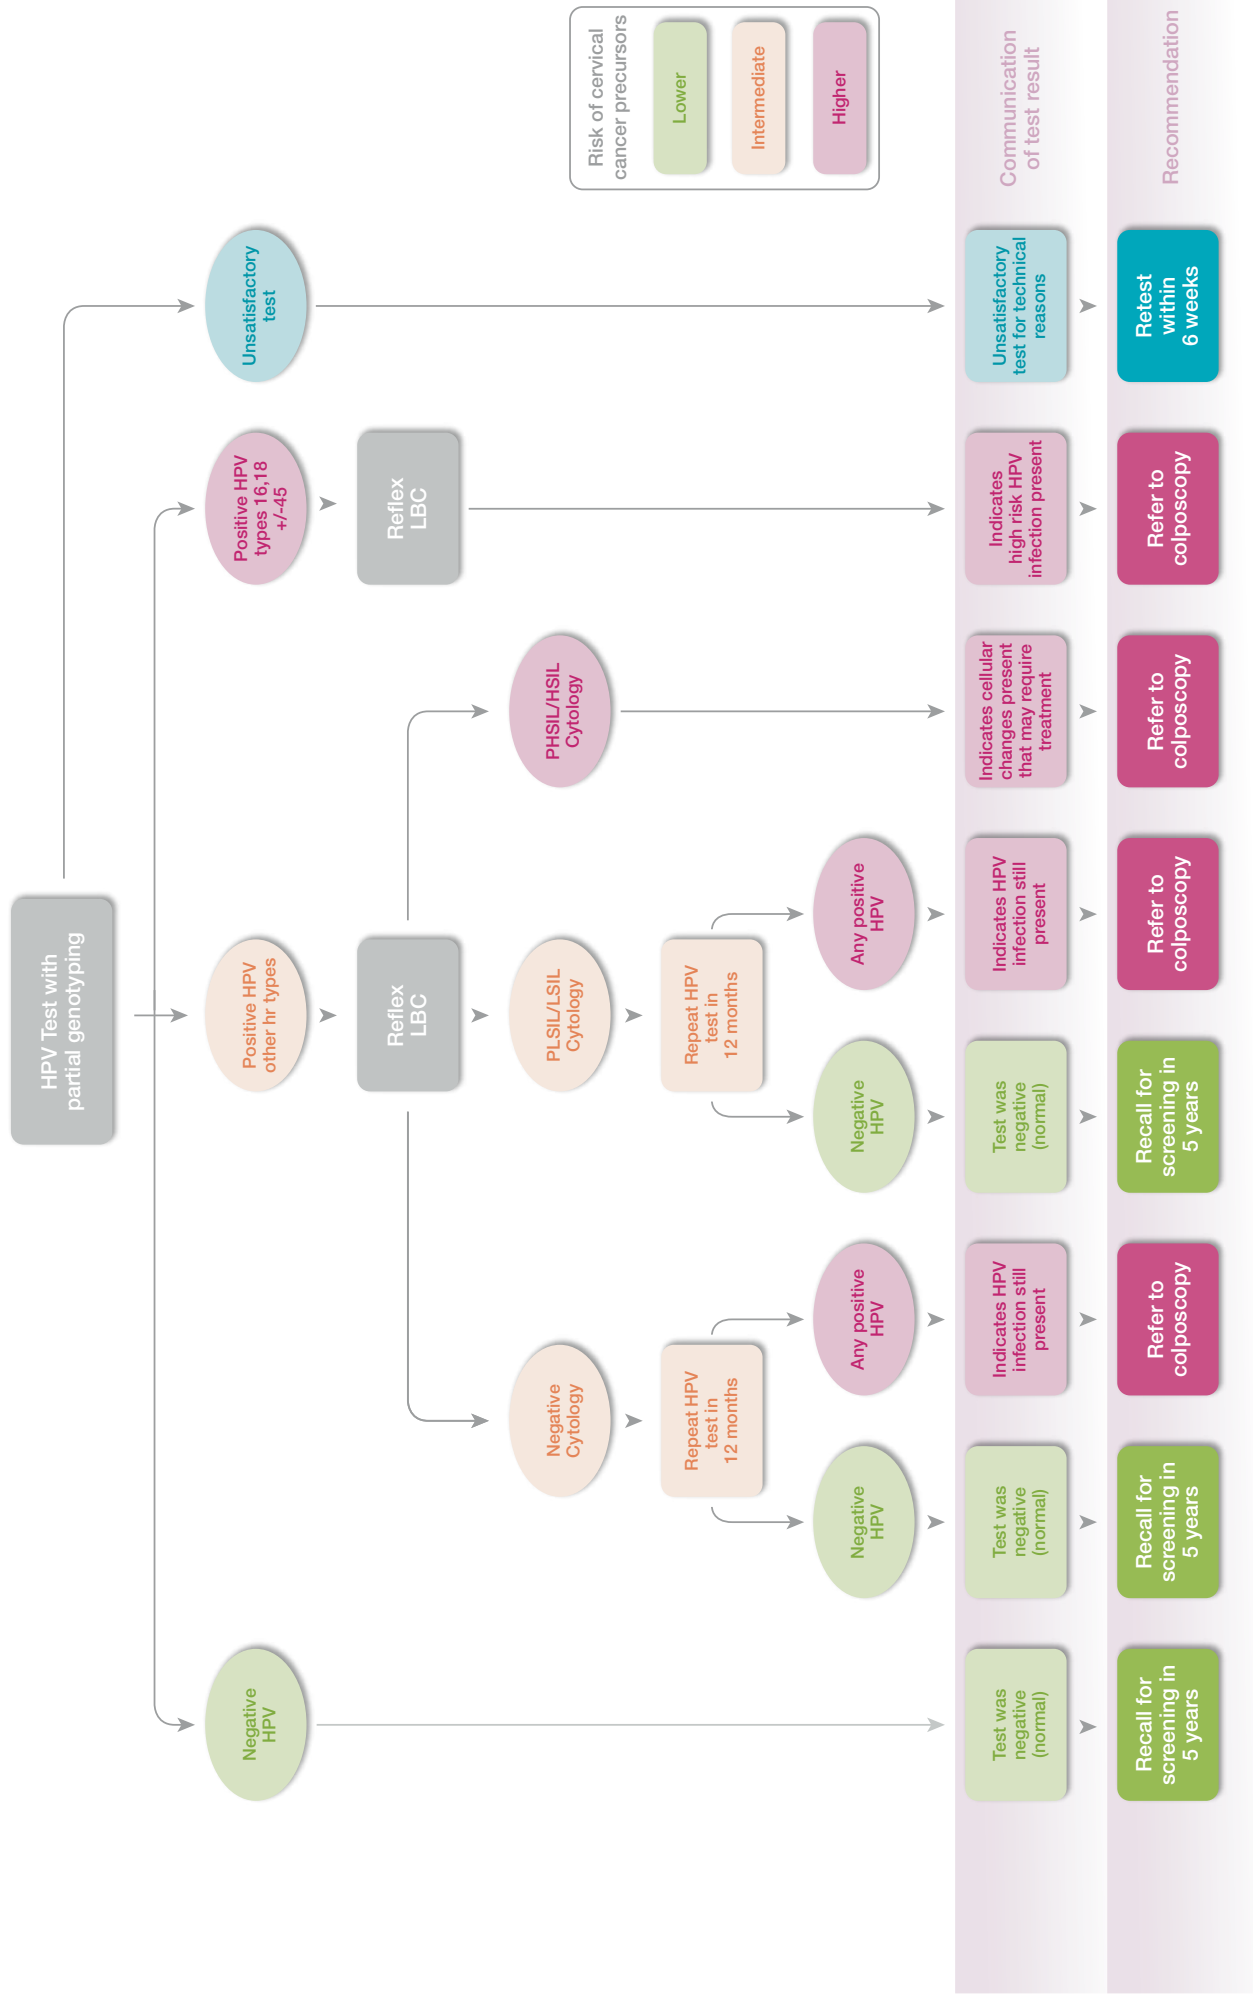 HPV Test with
partial genotyping
Negative
HPV
Positive HPV
other hr types
Positive HPV
types 16,18
+/-45
Unsatisfactory
test
Reflex
LBC
Reflex
LBC
Negative
Cytology
PLSIL/LSIL
Cytology
PHSIL/HSIL
Cytology
Risk of cervical
cancer precursors
Lower
Intermediate
Higher
Repeat HPV
test in
12 months
Repeat HPV
test in
12 months
Negative
HPV
Any positive
HPV
Negative
HPV
Any positive
HPV
Test was
negative
(normal)
Test was
negative
(normal)
Indicates HPV
infection still
present
Test was
negative
(normal)
Indicates HPV
infection still
present
Indicates cellular
changes present
that may require
treatment
Indicates
high risk HPV
infection present
Unsatisfactory
test for technical
reasons
Communication
of test result
Recall for
screening in
5 years
Recall for
screening in
5 years
Refer to
colposcopy
Recall for
screening in
5 years
Refer to
colposcopy
Refer to
colposcopy
Refer to
colposcopy
Retest
within
6 weeks
Recommendation